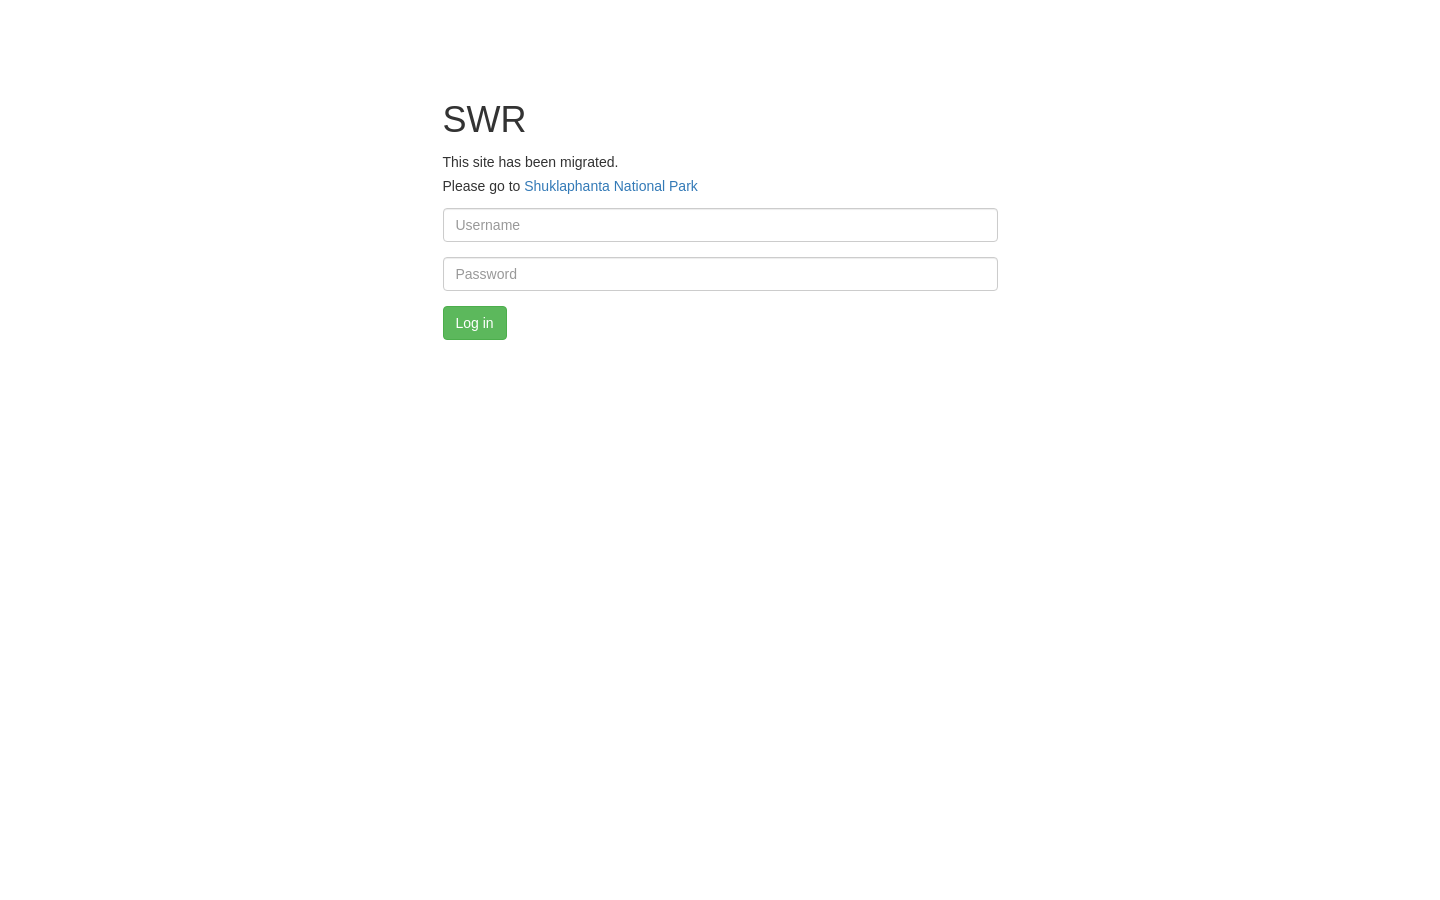 SWR
This site has been migrated.
Please go to Shuklaphanta National Park
Username
Password
Log in